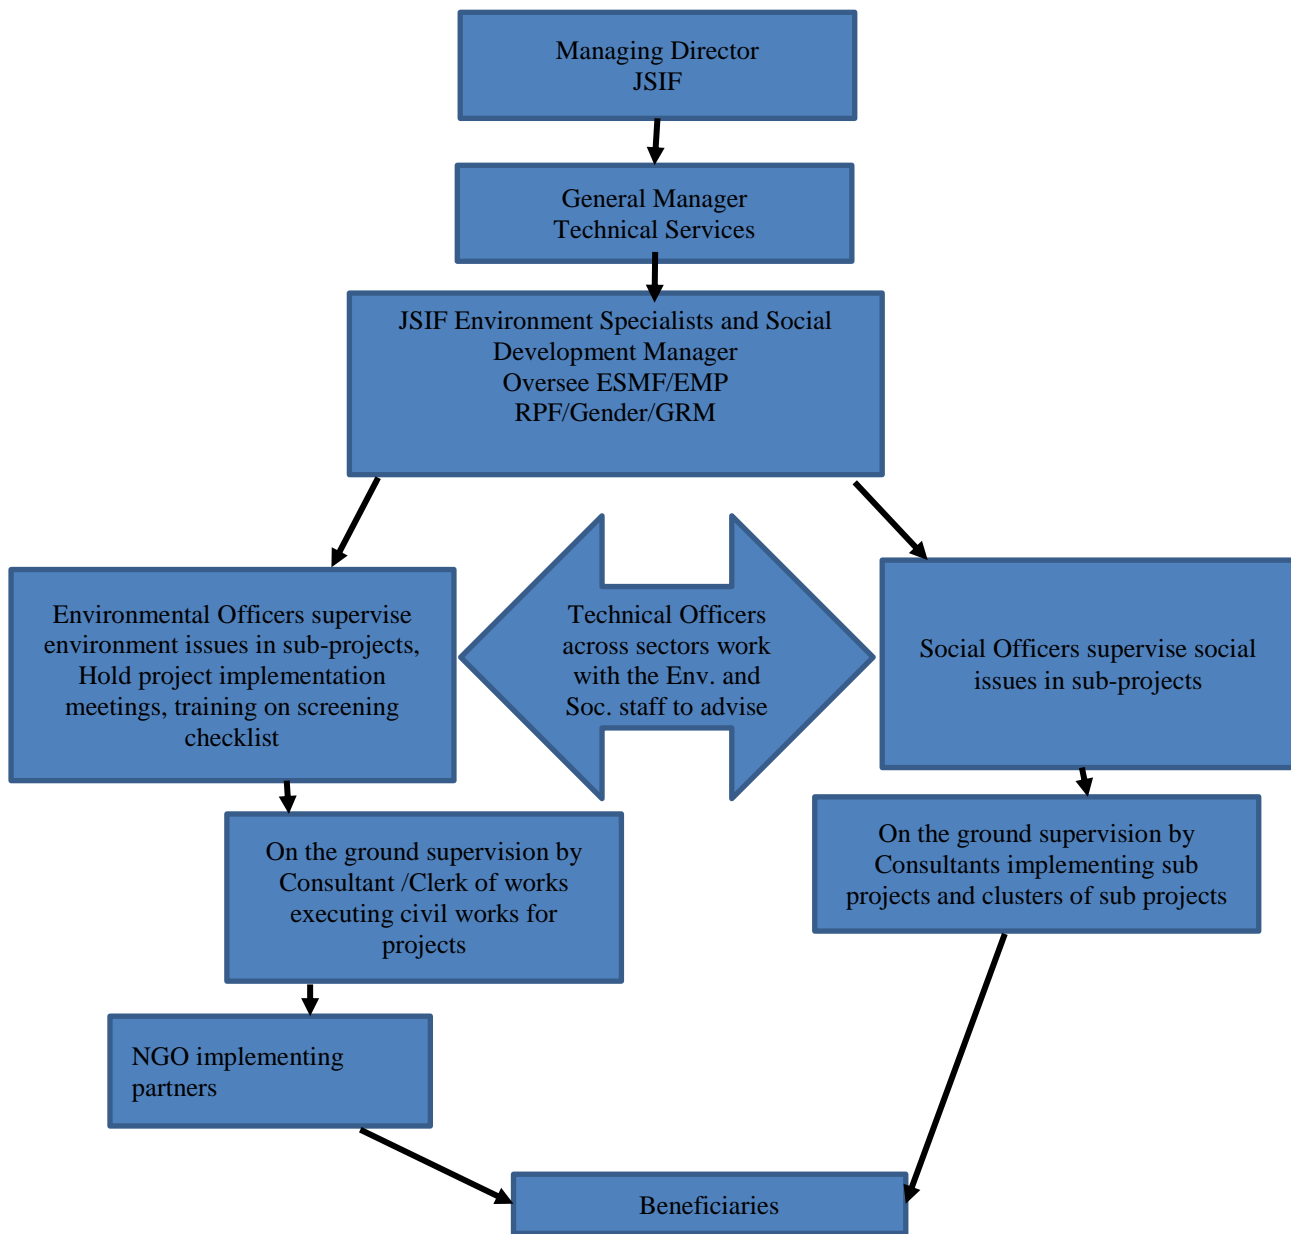 Managing Director
JSIF
General Manager
Technical Services
JSIF Environment Specialists and Social
Development Manager
Oversee ESMF/EMP
RPF/Gender/GRM
Environmental Officers supervise
environment issues in sub-projects,
Hold project implementation
meetings, training on screening
checklist
Technical Officers
across sectors work
with the Env. and
Soc. staff to advise
Social Officers supervise social
issues in sub-projects
On the ground supervision by
Consultant /Clerk of works
executing civil works for
projects
On the ground supervision by
Consultants implementing sub
projects and clusters of sub projects
NGO implementing
partners
Beneficiaries